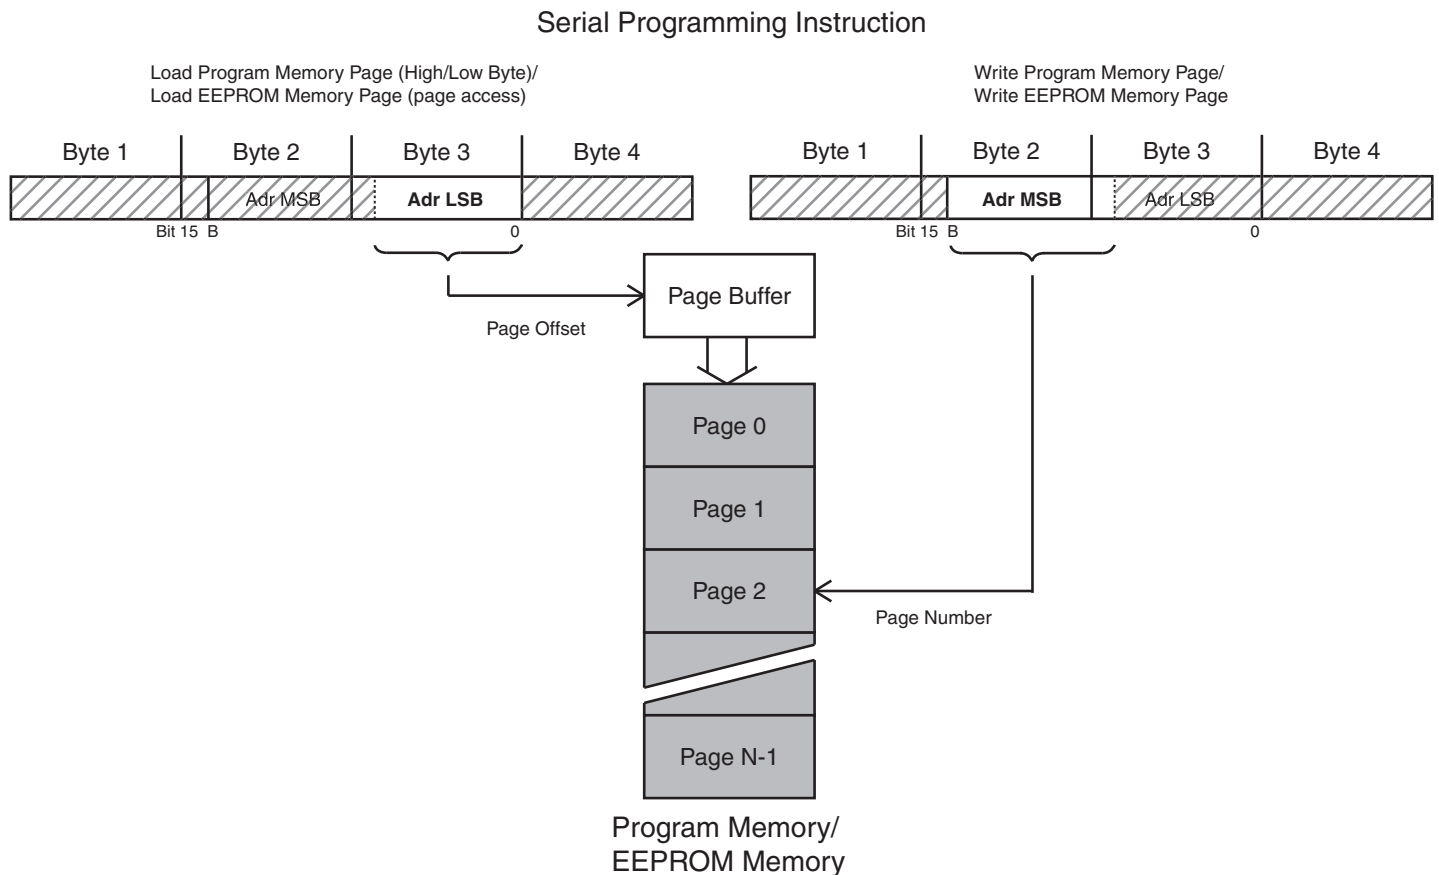 Serial Programming Instruction
Load Program Memory Page (High/Low Byte)/
Load EEPROM Memory Page (page access)
Write Program Memory Page/
Write EEPROM Memory Page
Byte 1 Byte 2 Byte 3 Byte 4
Adr MSB Adr LSB
Bit 15 B 0
Byte 1 Byte 2 Byte 3 Byte 4
Adr MSB Adr LSB
Bit 15 B 0
Page Buffer
Page Offset
Page 0
Page 1
Page 2
Page Number
Page N-1
Program Memory/
EEPROM Memory